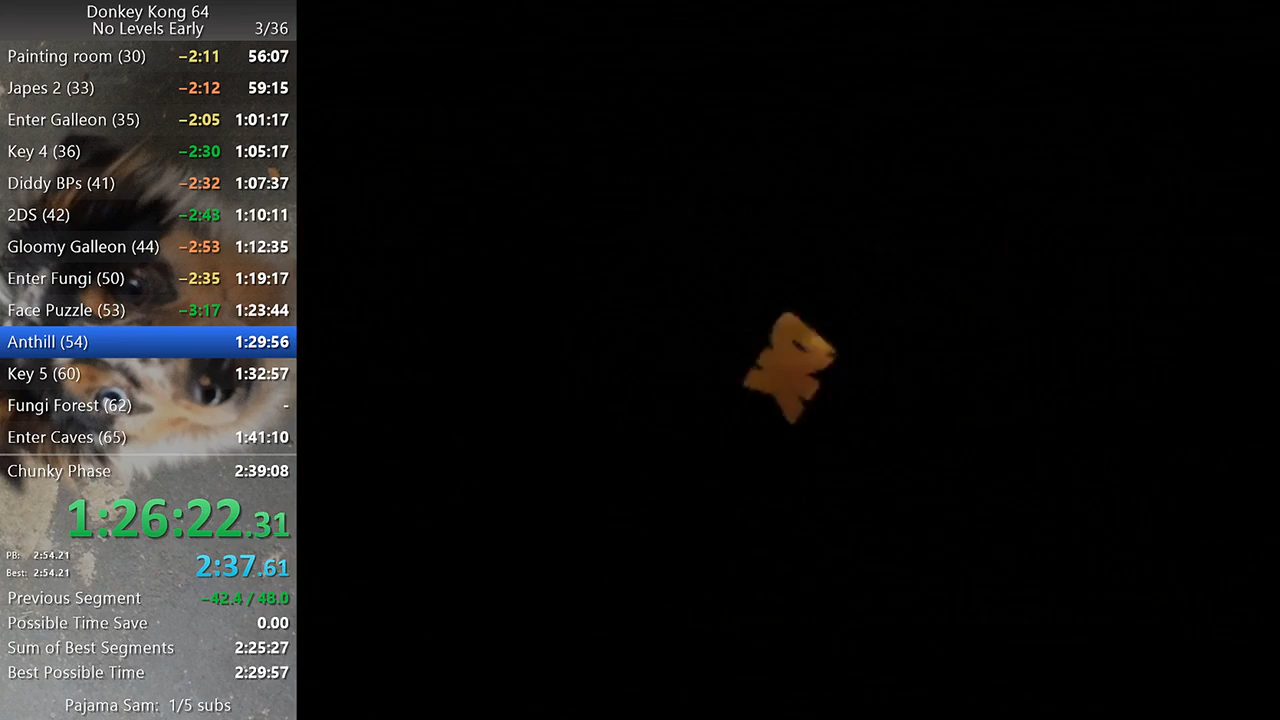 Donkey Kong 64
No Levels Early 3/36
Painting room (30) −2:11 56:07
Japes 2 (33) −2:12 59:15
Enter Galleon (35) −2:05 1:01:17
Key 4 (36) −2:30 1:05:17
Diddy BPs (41) −2:32 1:07:37
2DS (42) −2:43 1:10:11
Gloomy Galleon (44) −2:53 1:12:35
Enter Fungi (50) −2:35 1:19:17
Face Puzzle (53) −3:17 1:23:44
Anthill (54) 1:29:56
Key 5 (60) 1:32:57
Fungi Forest (62) -
Enter Caves (65) 1:41:10
Chunky Phase 2:39:08
1:26:22.31
PB: 2:54.21
Best: 2:54.21
2:37.61
Previous Segment −42.4 / 48.0
Possible Time Save 0.00
Sum of Best Segments 2:25:27
Best Possible Time 2:29:57
Pajama Sam: 1/5 subs